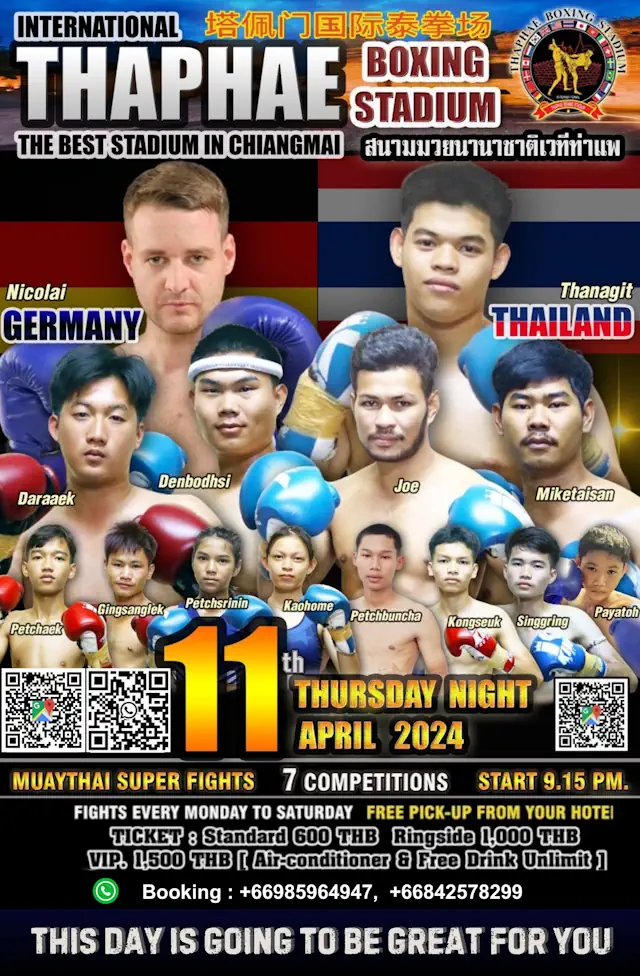 INTERNATIONAL
塔佩门国际泰拳场
THAPHAE
BOXING
STADIUM
THAPHAE BOXING STADIUM
THE BEST STADIUM IN CHIANGMAI
สนามมวยนานาชาติเวทีท่าแพ
Nicolai
GERMANY
Thanagit
THAILAND
Daraaek
Denbodhsi
Joe
Miketaisan
Petchaek
Gingsanglek
Petchsrinin
Kaohome
Petchbuncha
Kongseuk
Singgring
Payatoh
11th
THURSDAY NIGHT
APRIL 2024
MUAYTHAI SUPER FIGHTS 7 COMPETITIONS START 9.15 PM.
FIGHTS EVERY MONDAY TO SATURDAY FREE PICK-UP FROM YOUR HOTE
TICKET : Standard 600 THB Ringside 1,000 THB
VIP. 1,500 THB [ Air-conditioner & Free Drink Unlimit ]
Booking : +66985964947, +66842578299
THIS DAY IS GOING TO BE GREAT FOR YOU